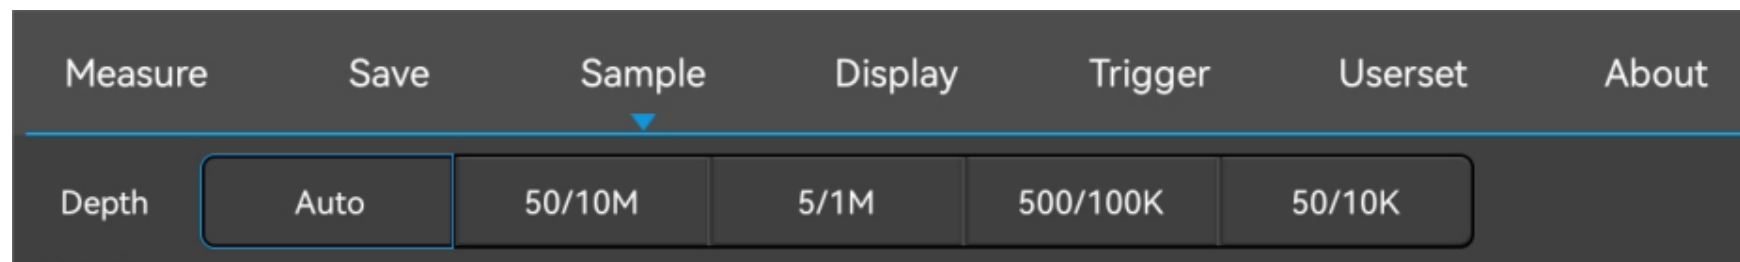 Measure Save Sample Display Trigger Userset About
Depth Auto 50/10M 5/1M 500/100K 50/10K